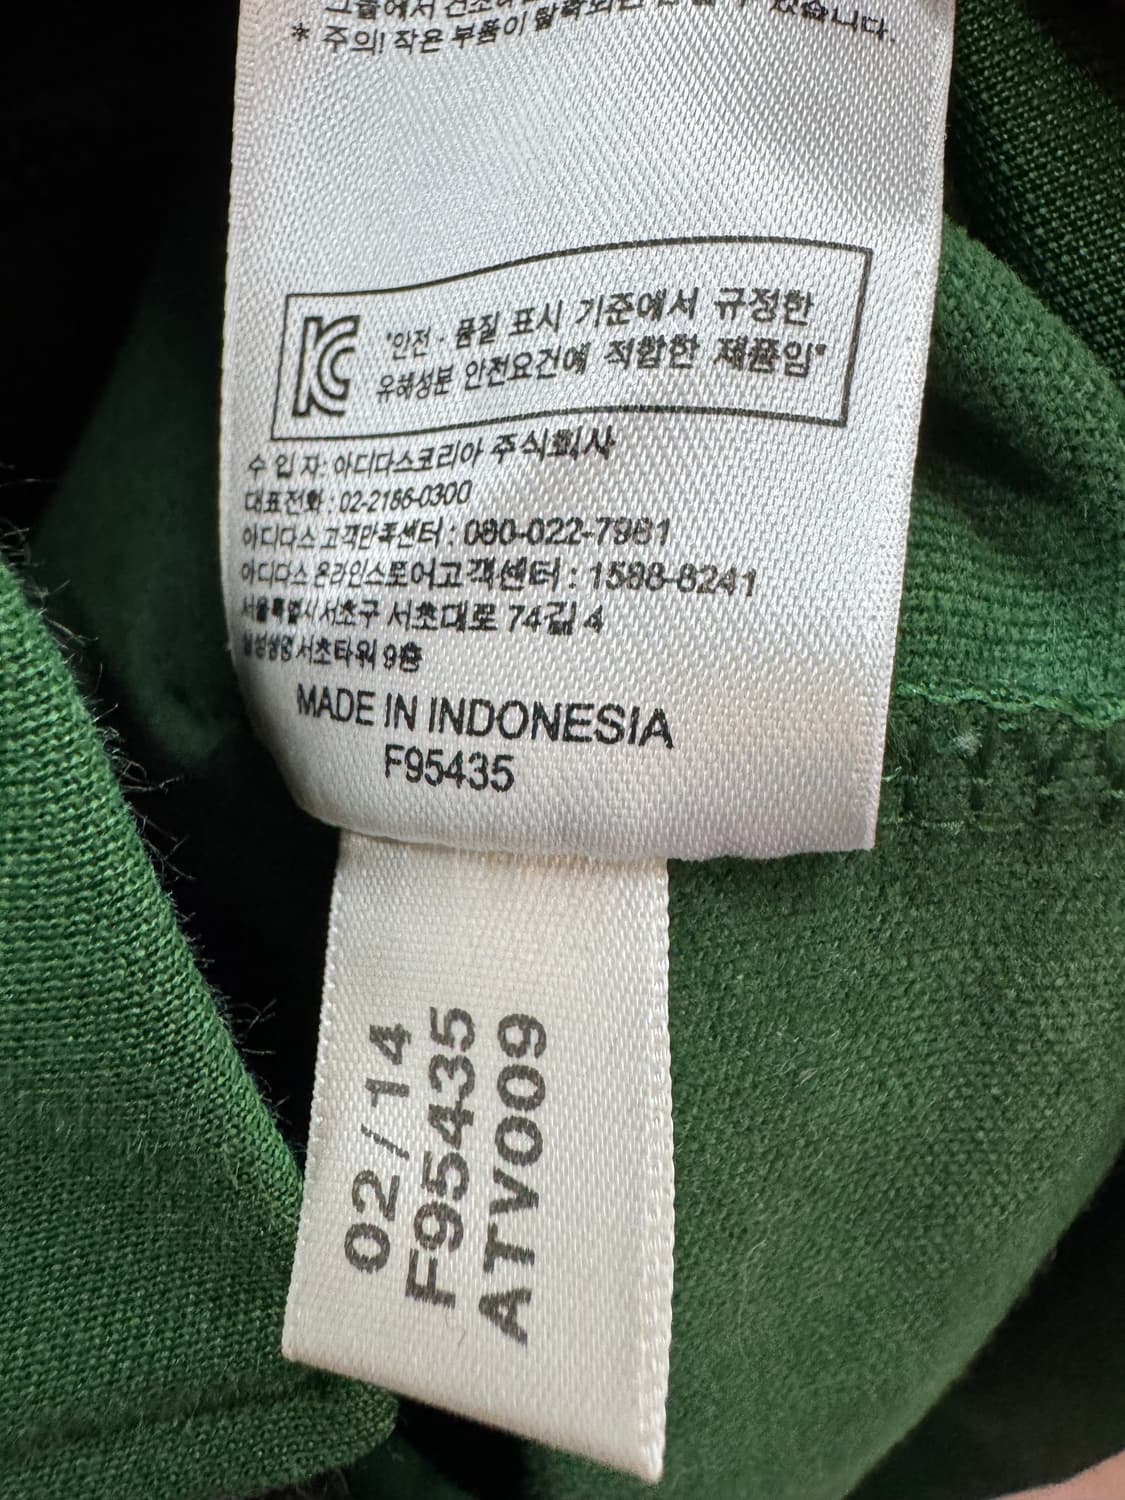 * 주의! 작은 부품이
KC
"안전 · 품질 표시 기준에서 규정한
유해성분 안전요건에 적합한 제품임"
수 입 자: 아디다스코리아 주식회사
대표전화 : 02-2186-0300
아디다스 고객만족센터 : 080-022-7981
아디다스 온라인스토어고객센터 : 1588-8241
서울특별시 서초구 서초대로 74길 4
삼성생명 서초타워 9층
MADE IN INDONESIA
F95435
02/14
F95435
ATV009